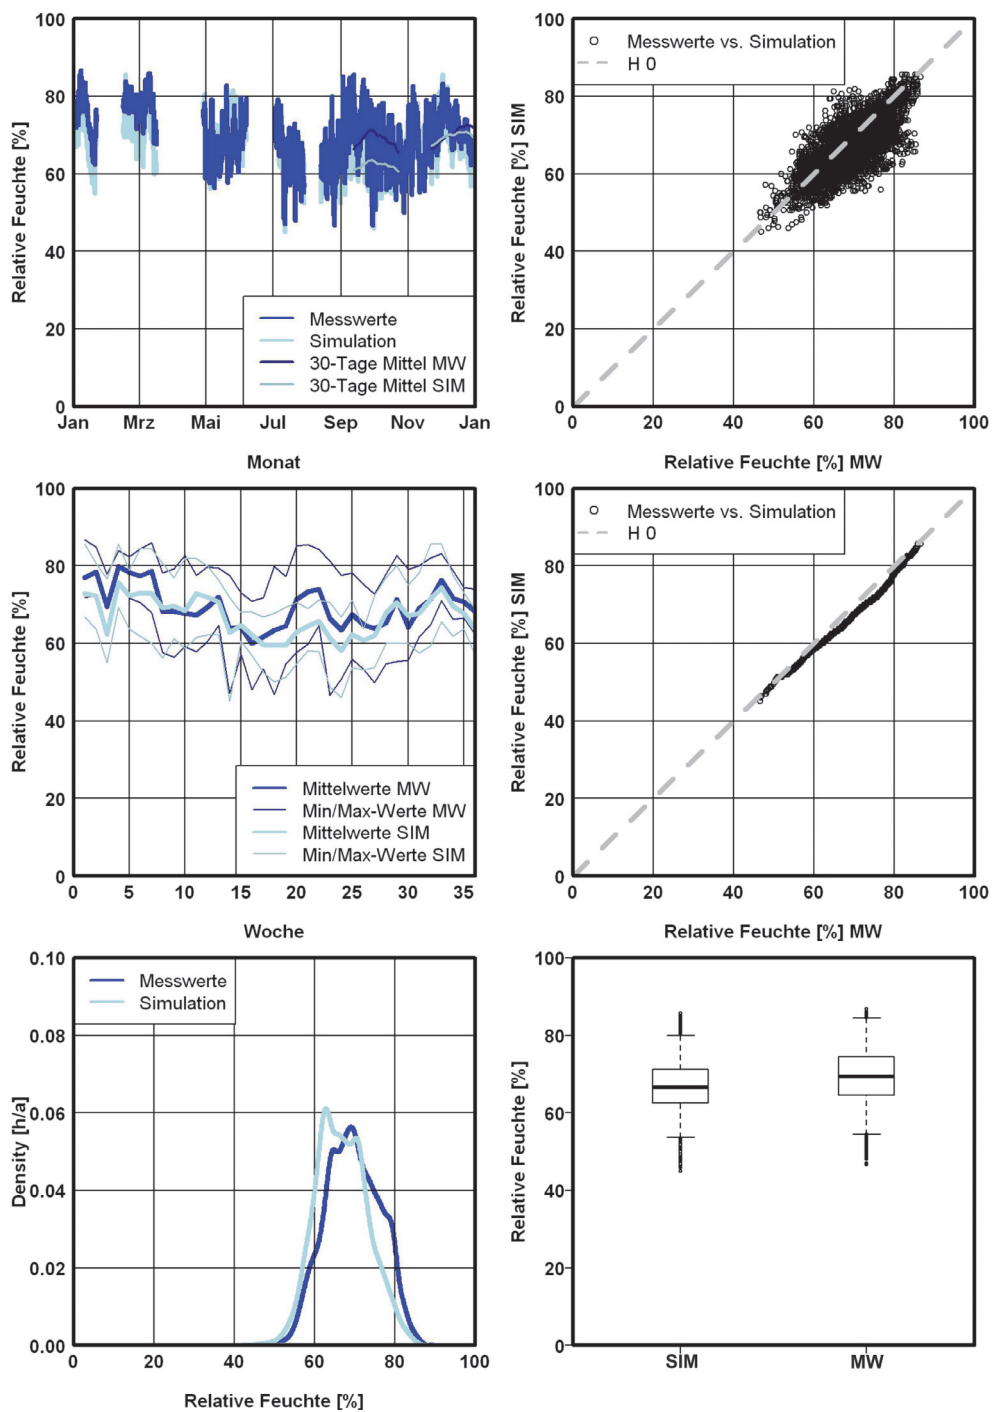 100
80
60
40
20
0
Relative Feuchte [%]
Messwerte
Simulation
30-Tage Mittel MW
30-Tage Mittel SIM
Jan Mrz Mai Jul Sep Nov Jan
Monat
100
80
60
40
20
0
Relative Feuchte [%] SIM
Messwerte vs. Simulation
H 0
0 20 40 60 80 100
Relative Feuchte [%] MW
100
80
60
40
20
0
Relative Feuchte [%]
Mittelwerte MW
Min/Max-Werte MW
Mittelwerte SIM
Min/Max-Werte SIM
0 5 10 15 20 25 30 35
Woche
100
80
60
40
20
0
Relative Feuchte [%] SIM
Messwerte vs. Simulation
H 0
0 20 40 60 80 100
Relative Feuchte [%] MW
0.10
0.08
0.06
0.04
0.02
0.00
Density [h/a]
Messwerte
Simulation
0 20 40 60 80 100
Relative Feuchte [%]
100
80
60
40
20
0
Relative Feuchte [%]
SIM MW